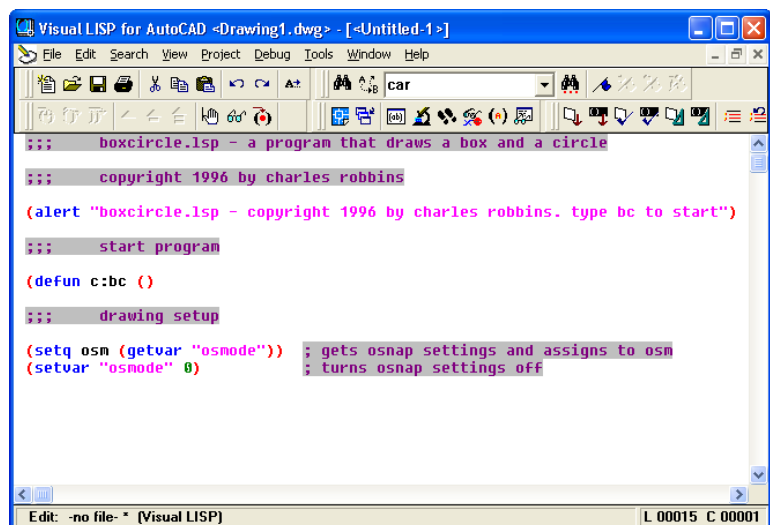 Visual LISP for AutoCAD <Drawing1.dwg> - [<Untitled-1>]
File Edit Search View Project Debug Tools Window Help
car
;;; boxcircle.lsp - a program that draws a box and a circle
;;; copyright 1996 by charles robbins
(alert "boxcircle.lsp - copyright 1996 by charles robbins. type bc to start")
;;; start program
(defun c:bc ()
;;; drawing setup
(setq osm (getvar "osmode")) ; gets osnap settings and assigns to osm
(setvar "osmode" 0) ; turns osnap settings off
Edit: -no file- * (Visual LISP) L 00015 C 00001